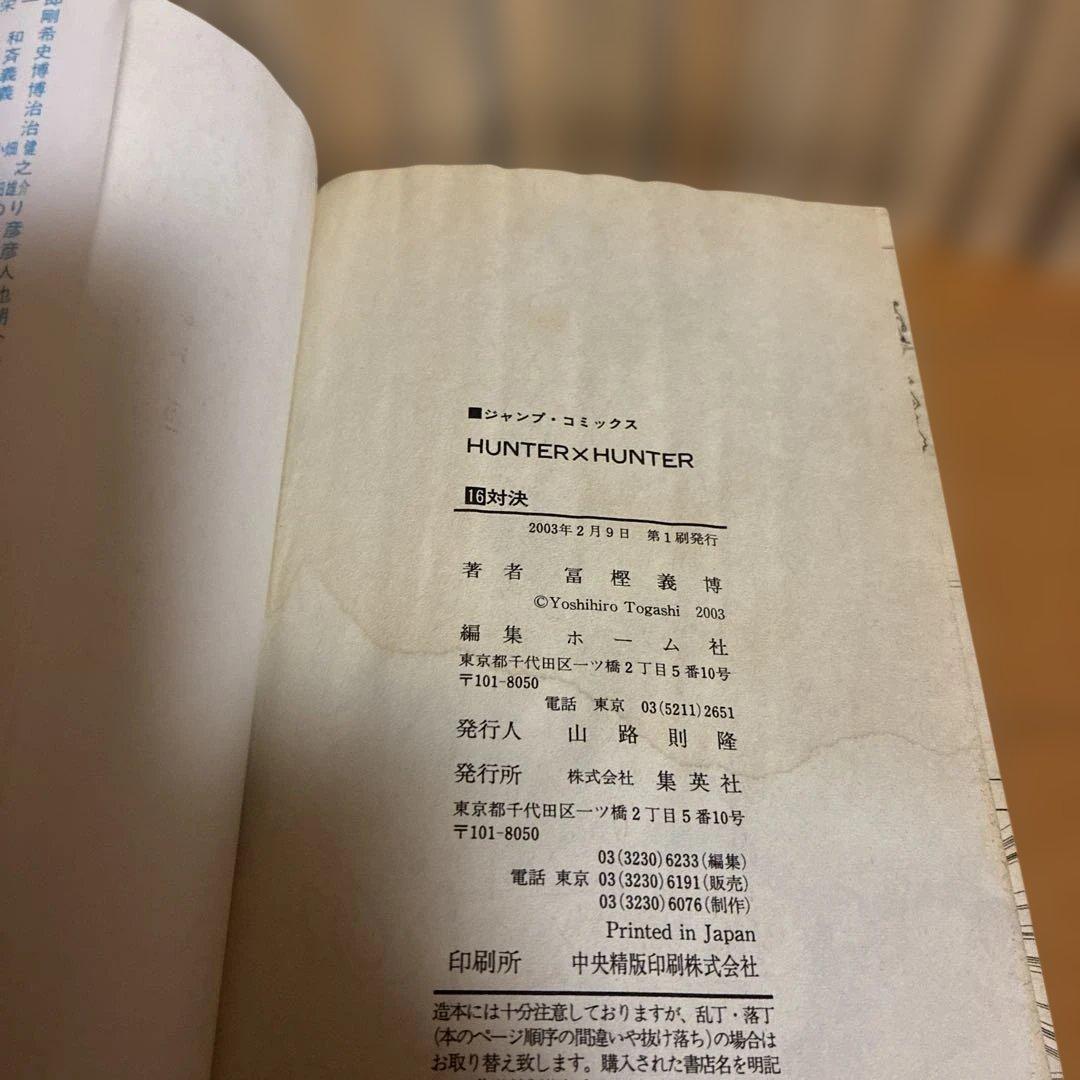 ■ジャンプ・コミックス
HUNTER×HUNTER
16対決
2003年2月9日 第1刷発行
著者 冨樫義博
©Yoshihiro Togashi 2003
編集 ホーム社
東京都千代田区一ツ橋2丁目5番10号
〒101-8050
電話 東京 03(5211)2651
発行人 山路則隆
発行所 株式会社 集英社
東京都千代田区一ツ橋2丁目5番10号
〒101-8050
03(3230)6233(編集)
電話 東京 03(3230)6191(販売)
03(3230)6076(制作)
Printed in Japan
印刷所 中央精版印刷株式会社
造本には十分注意しておりますが、乱丁・落丁
(本のページ順序の間違いや抜け落ち)の場合は
お取り替え致します。購入された書店名を明記